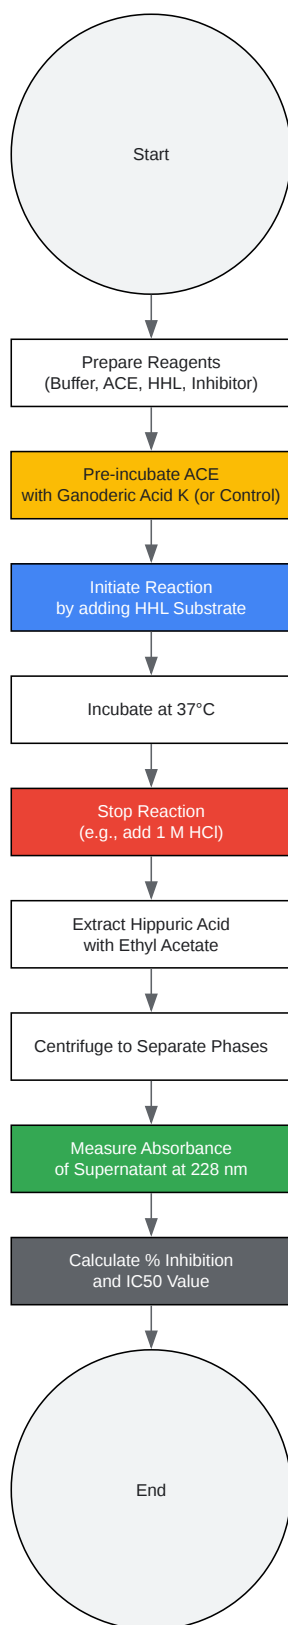 Start
Prepare Reagents
(Buffer, ACE, HHL, Inhibitor)
Pre-incubate ACE
with Ganoderic Acid K (or Control)
Initiate Reaction
by adding HHL Substrate
Incubate at 37°C
Stop Reaction
(e.g., add 1 M HCl)
Extract Hippuric Acid
with Ethyl Acetate
Centrifuge to Separate Phases
Measure Absorbance
of Supernatant at 228 nm
Calculate % Inhibition
and IC50 Value
End